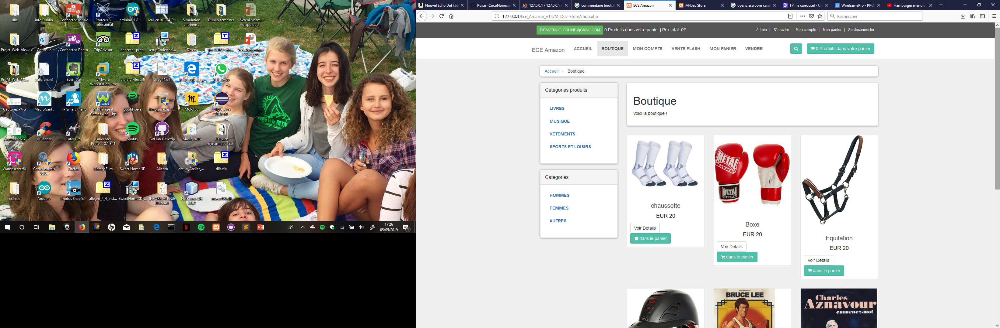 dlls
info Dublin
Connected Music
Proteus 8 Professional
arduino-1.8.1-...
ical-cn161974-9...
Simulation entreprise
Dublin semester
~$WebDynami... diapo.pptx
Projet-Web-Ale...
Corbeille
Connected Photo
TripAdvisor
labcenter-prot...
setupCodeAnal...
Divers
jre-8u181-win...
WebDynamique diapo.pptx
Projet-Web-Ma...
autorun.inf
Evernote
VMware Workstation Pro
Library FIles.zip
alleg44.dll
Microsoft Edge
WhatsApp
Capture2.PNG
MacroGantt
HP Smart Friend
WildTangent Games App - hp
Spotify.exe
filmora_setup_f...
Molotov
Eclipse Java 2018-09
Capture.PNG
CCleaner
Latis-Pro
Labcenter Proteus 8.1 SP1
Spotify
GitHub Desktop
Music 2018
TD1 web dynamique exos
Wampserver64
CodeAnalysis Suite
Firefox
Library FIles
Sweet Home 3D
Allegro
setup_Atelier_...
dlls.zip
eclipse
Arduino
Photos Snapfish
allegro_4_4_inst...
SweetHome3D-...
INFORMATIQUE BUREAU
NetBeans IDE 8.0.2
msvcr100.dll
GREENS MTN
running camp
17:26
05/05/2019
Nouvel Echo Dot (3è
Pulse · CocoNoireau
127.0.0.1 / 127.0.0.1 /
commentaire bootst
ECE Amazon
M-Dev Store
openclassroom caro
TP : le carrousel - Un
WireframePro - PRO
Hamburger menu in
127.0.0.1/Ece_Amazon_v14/M-Dev-Store/shop.php
Rechercher
BIENVENUE: COLINE@GMAIL.COM 0 Produits dans votre panier | Prix total: 0€
Admin | S'inscrire | Mon compte | Mon panier | Se deconnecter
ECE Amazon ACCUEIL BOUTIQUE MON COMPTE VENTE FLASH MON PANIER VENDRE
0 Produits dans votre panier
Accueil > Boutique
Categories produits
LIVRES
MUSIQUE
VETEMENTS
SPORTS ET LOISIRS
Categories
HOMMES
FEMMES
AUTRES
Boutique
Voici la boutique !
chaussette
EUR 20
Voir Details
dans le panier
METAL BOXE
METAL BOXE
Boxe
EUR 20
Voir Details
dans le panier
Equitation
EUR 20
Voir Details
dans le panier
BRUCE LEE
Charles
Aznavour
emmenez-moi